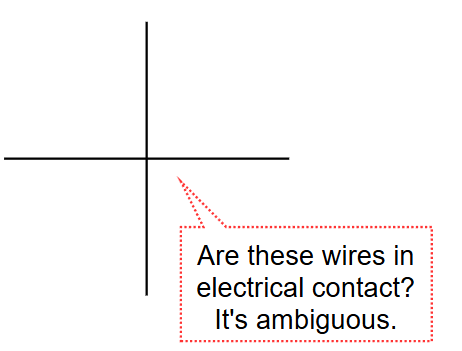 Are these wires in
electrical contact?
It's ambiguous.